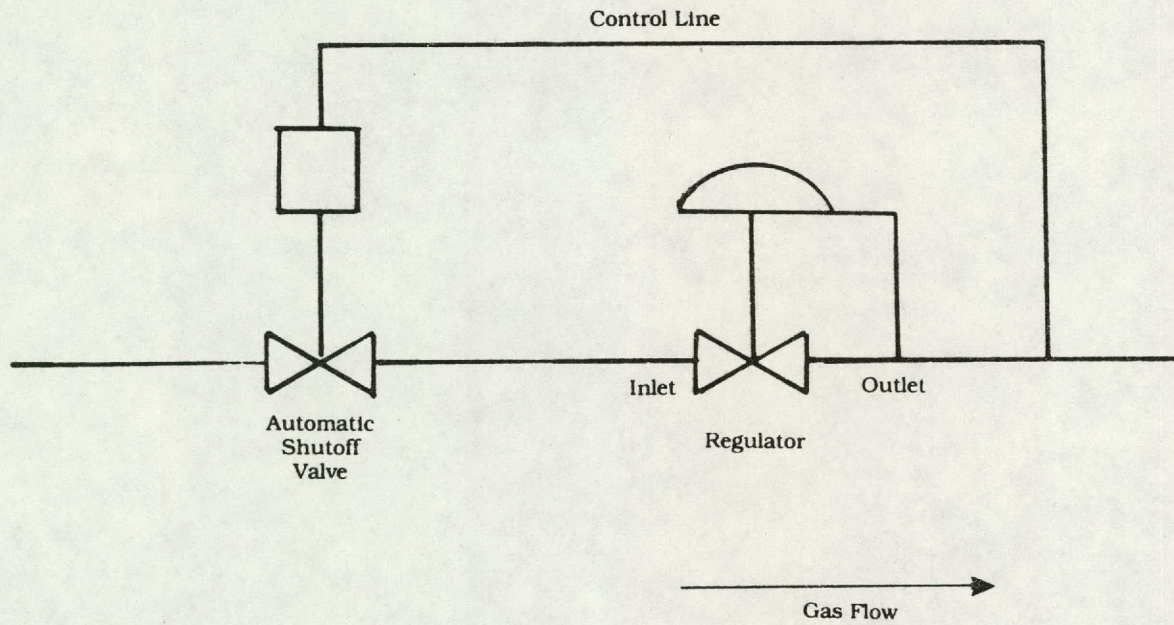 Control Line
Inlet
Outlet
Automatic
Shutoff
Valve
Regulator
Gas Flow